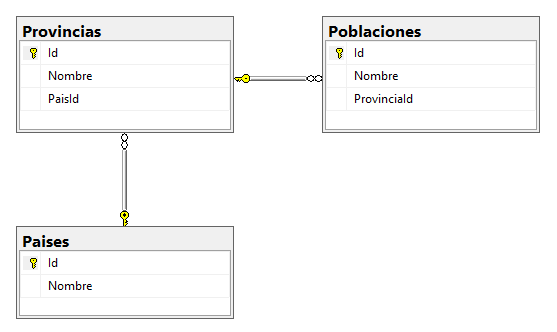 Provincias
Id
Nombre
PaisId
Poblaciones
Id
Nombre
ProvinciaId
Paises
Id
Nombre